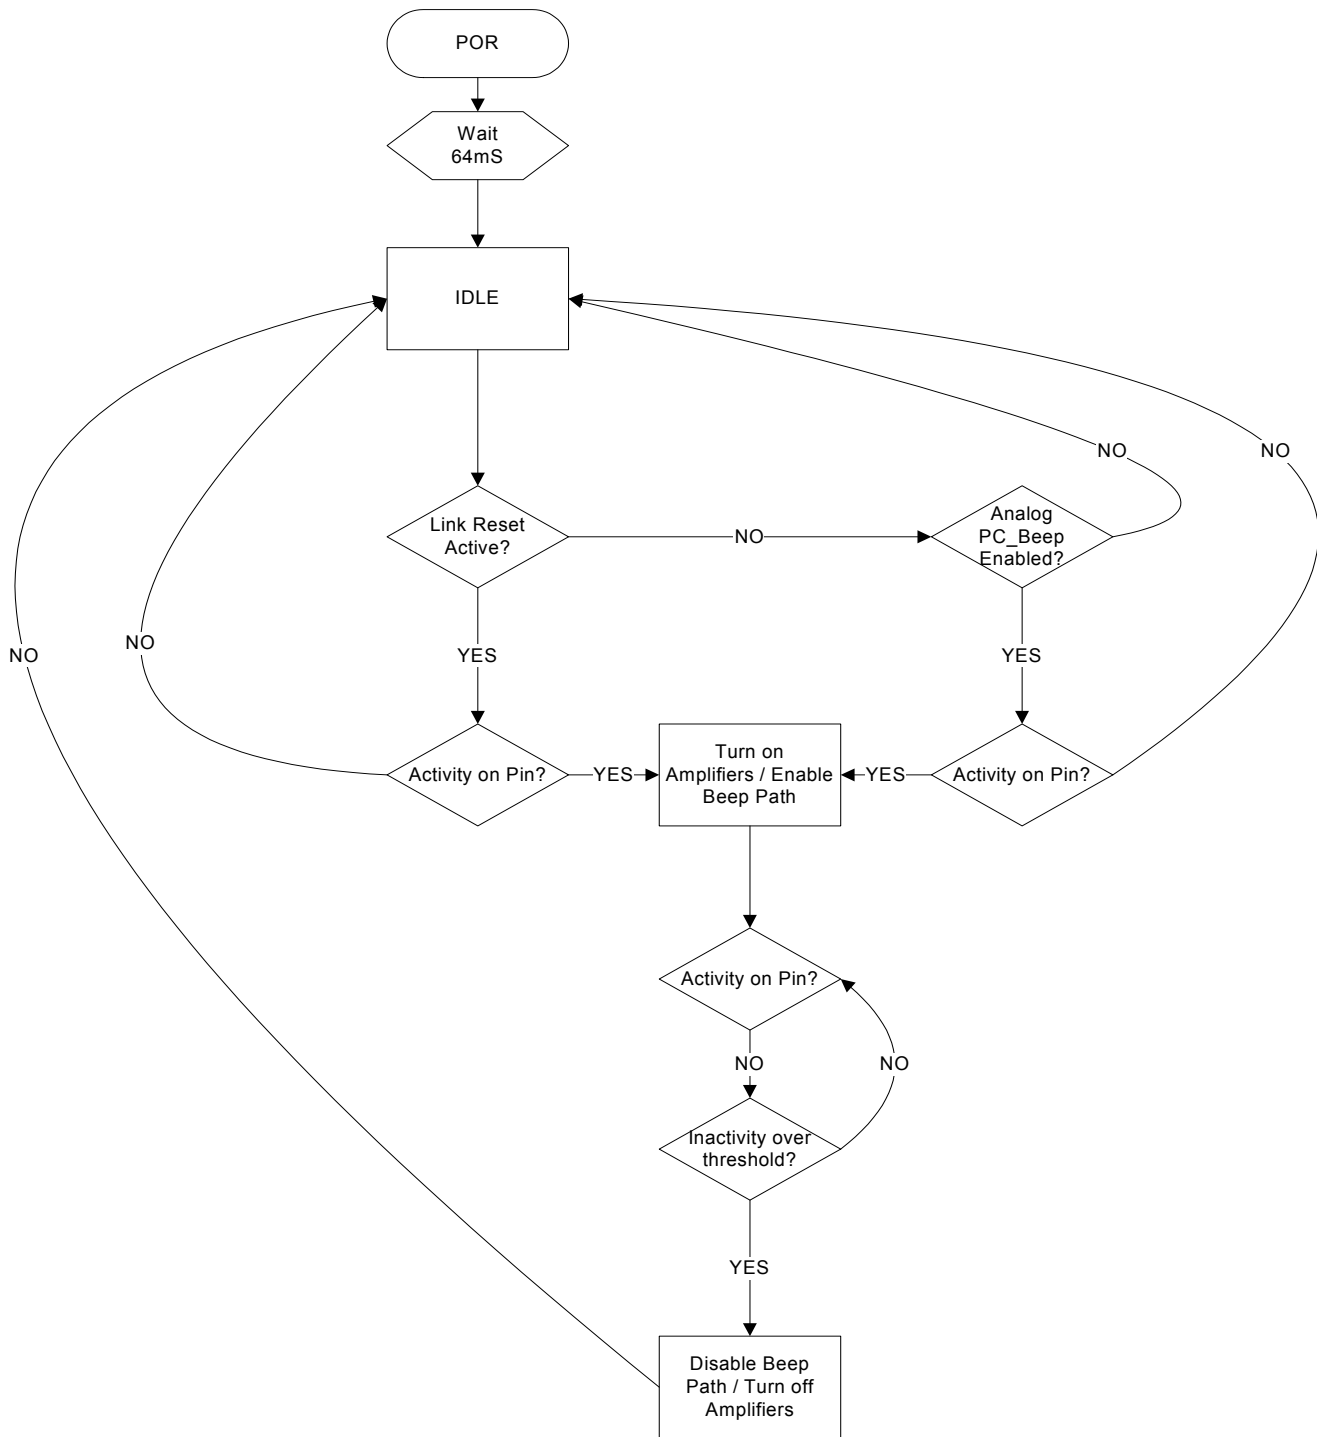 POR
Wait
64mS
IDLE
NO
NO
Link Reset
Active?
NO
Analog
PC_Beep
Enabled?
NO
NO
YES
YES
Activity on Pin?
YES
Turn on
Amplifiers / Enable
Beep Path
YES
Activity on Pin?
Activity on Pin?
NO
NO
Inactivity over
threshold?
YES
Disable Beep
Path / Turn off
Amplifiers